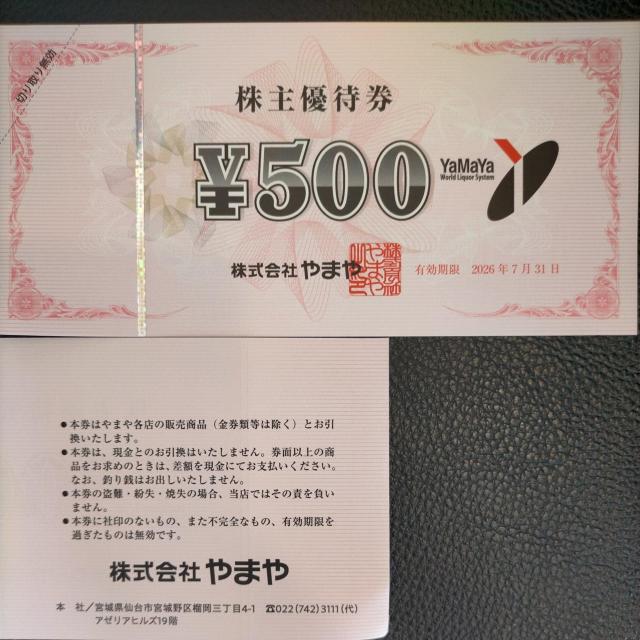 切り取り無効
株主優待券
¥500
YaMaYa
World Liquor System
株式会社 やまや
有効期限 2026年7月31日
●本券はやまや各店の販売商品（金券類等は除く）とお引
換いたします。
●本券は、現金とのお引換はいたしません。券面以上の商
品をお求めのときは、差額を現金にてお支払いください。
なお、釣り銭はお出しいたしません。
●本券の盗難・紛失・焼失の場合、当店ではその責を負い
ません。
●本券に社印のないもの、また不完全なもの、有効期限を
過ぎたものは無効です。
株式会社 やまや
本 社／宮城県仙台市宮城野区榴岡三丁目4-1 ☎022(742)3111(代)
アゼリアヒルズ19階